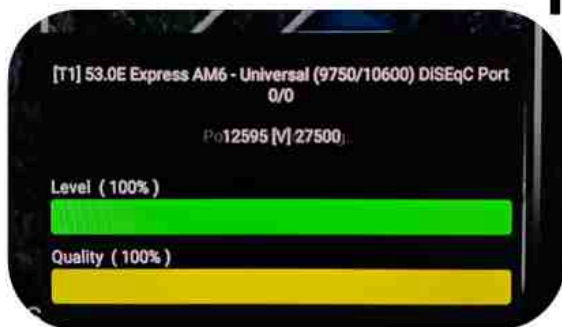 [T1] 53.0E Express AM6 - Universal (9750/10600) DiSEqC Port
0/0
12595 [V] 27500
Level ( 100% )
Quality ( 100% )